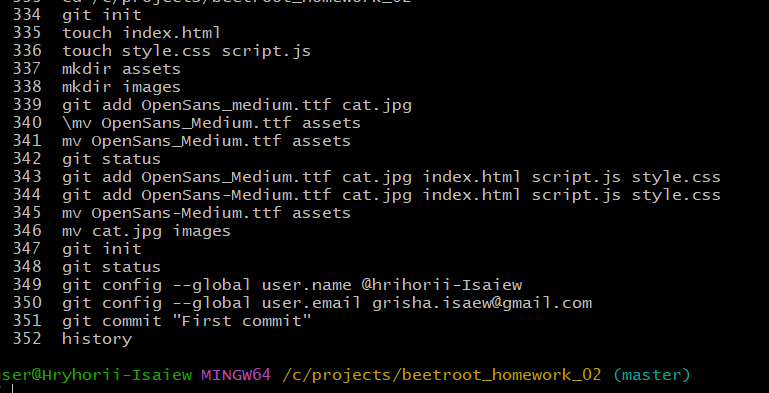 333 cd /c/projects/beetroot_homework_02
334 git init
335 touch index.html
336 touch style.css script.js
337 mkdir assets
338 mkdir images
339 git add OpenSans_medium.ttf cat.jpg
340 \mv OpenSans_Medium.ttf assets
341 mv OpenSans_Medium.ttf assets
342 git status
343 git add OpenSans_Medium.ttf cat.jpg index.html script.js style.css
344 git add OpenSans-Medium.ttf cat.jpg index.html script.js style.css
345 mv OpenSans-Medium.ttf assets
346 mv cat.jpg images
347 git init
348 git status
349 git config --global user.name @hrihorii-Isaiew
350 git config --global user.email grisha.isaew@gmail.com
351 git commit "First commit"
352 history
user@Hryhorii-Isaiew MINGW64 /c/projects/beetroot_homework_02 (master)